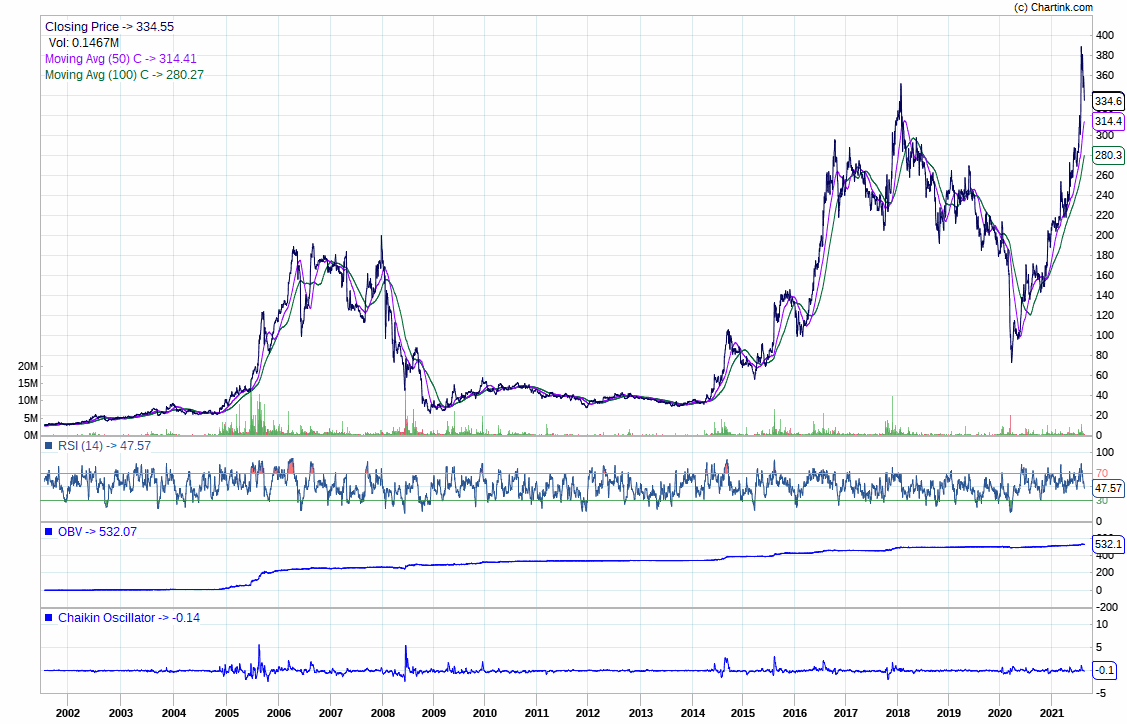 (c) Chartink.com
Closing Price -> 334.55
Vol: 0.1467M
Moving Avg (50) C -> 314.41
Moving Avg (100) C -> 280.27
400
380
360
334.6
314.4
300
280.3
260
240
220
200
180
160
140
120
100
80
60
40
20
0
20M
15M
10M
5M
0M
RSI (14) -> 47.57
100
70
47.57
30
0
OBV -> 532.07
532.1
400
200
0
-200
Chaikin Oscillator -> -0.14
10
5
-0.1
-5
2002 2003 2004 2005 2006 2007 2008 2009 2010 2011 2012 2013 2014 2015 2016 2017 2018 2019 2020 2021